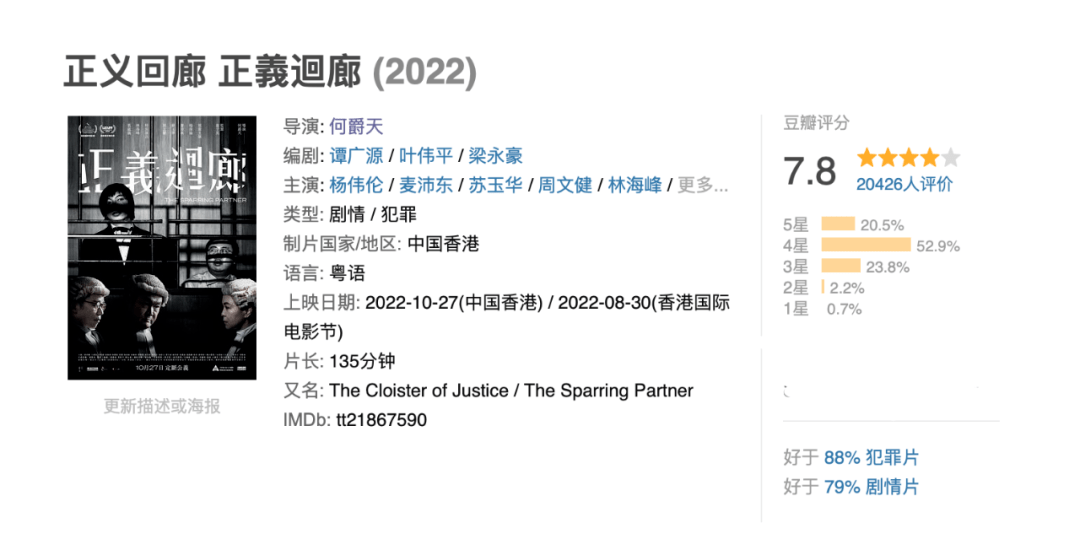 正义回廊 正義迴廊 (2022)
正義迴廊
THE SPARRING PARTNER
10月27日 定新公義
更新描述或海报
导演: 何爵天
编剧: 谭广源 / 叶伟平 / 梁永豪
主演: 杨伟伦 / 麦沛东 / 苏玉华 / 周文健 / 林海峰 / 更多...
类型: 剧情 / 犯罪
制片国家/地区: 中国香港
语言: 粤语
上映日期: 2022-10-27(中国香港) / 2022-08-30(香港国际
电影节)
片长: 135分钟
又名: The Cloister of Justice / The Sparring Partner
IMDb: tt21867590
豆瓣评分
7.8
20426人评价
5星 20.5%
4星 52.9%
3星 23.8%
2星 2.2%
1星 0.7%
好于 88% 犯罪片
好于 79% 剧情片